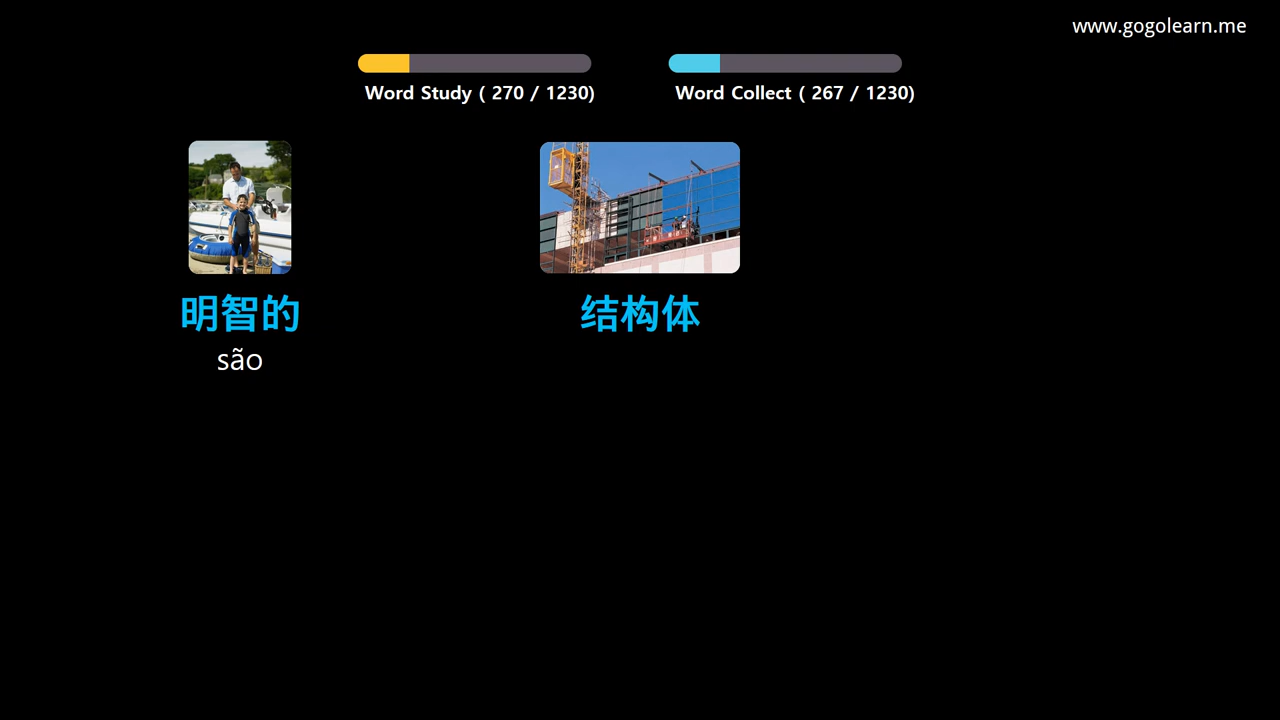 www.gogolearn.me
Word Study ( 270 / 1230)
Word Collect ( 267 / 1230)
明智的
são
结构体